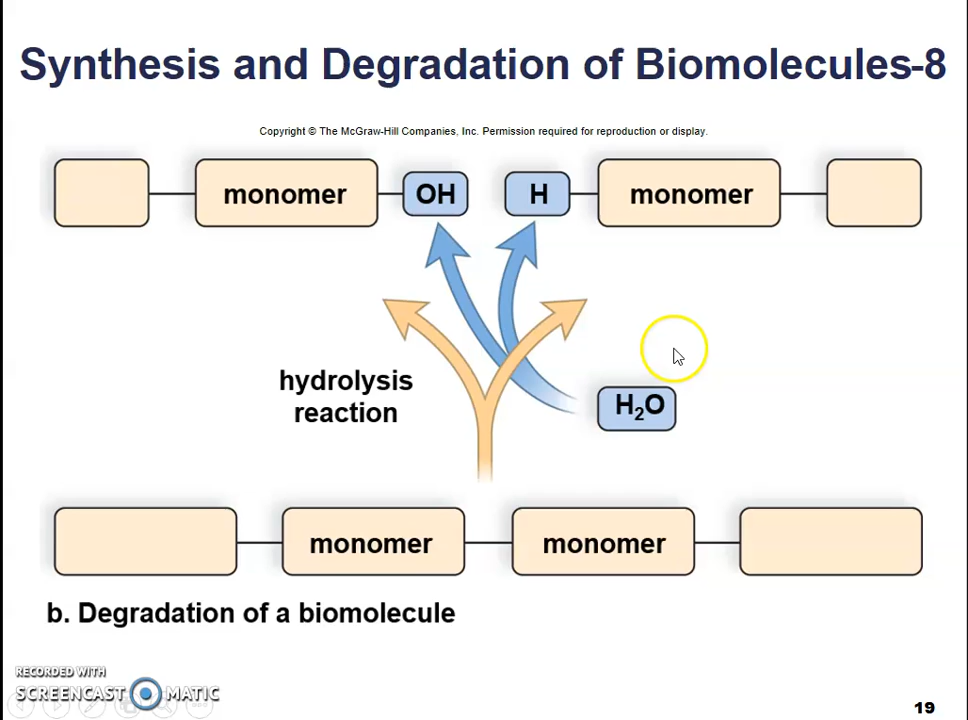 Synthesis and Degradation of Biomolecules-8
Copyright © The McGraw-Hill Companies, Inc. Permission required for reproduction or display.
monomer OH H monomer
hydrolysis
reaction
H₂O
monomer monomer
b. Degradation of a biomolecule
RECORDED WITH
SCREENCAST MATIC
19